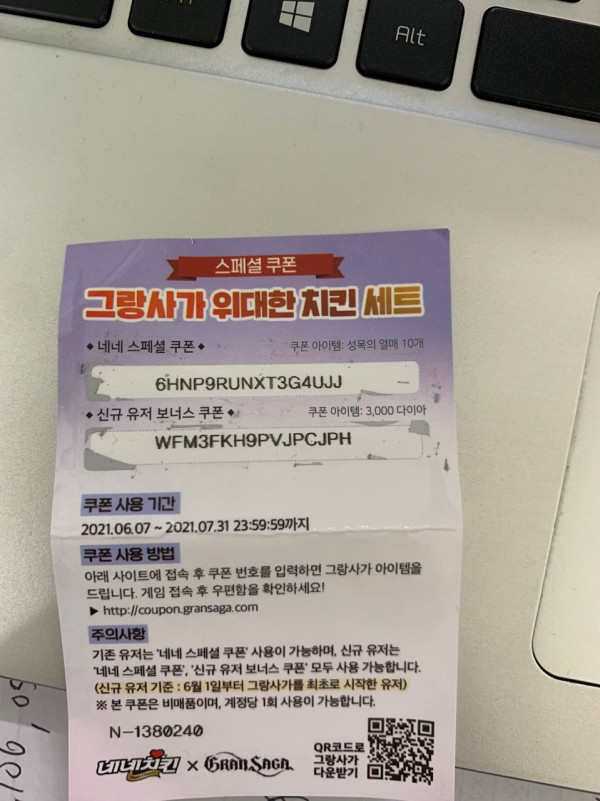 Alt
스페셜 쿠폰
그랑사가 위대한 치킨 세트
◆ 네네 스페셜 쿠폰 ◆ 쿠폰 아이템: 성목의 열매 10개
6HNP9RUNXT3G4UJJ
◆ 신규 유저 보너스 쿠폰 ◆ 쿠폰 아이템: 3,000 다이아
WFM3FKH9PVJPCJPH
쿠폰 사용 기간
2021.06.07 ~ 2021.07.31 23:59:59까지
쿠폰 사용 방법
아래 사이트에 접속 후 쿠폰 번호를 입력하면 그랑사가 아이템을
드립니다. 게임 접속 후 우편함을 확인하세요!
▶ http://coupon.gransaga.com
주의사항
기존 유저는 '네네 스페셜 쿠폰' 사용이 가능하며, 신규 유저는
'네네 스페셜 쿠폰', '신규 유저 보너스 쿠폰' 모두 사용 가능합니다.
(신규 유저 기준 : 6월 1일부터 그랑사가를 최초로 시작한 유저)
※ 본 쿠폰은 비매품이며, 계정당 1회 사용이 가능합니다.
N-1380240
네네치킨 × GRANSAGA
QR코드로
그랑사가
다운받기